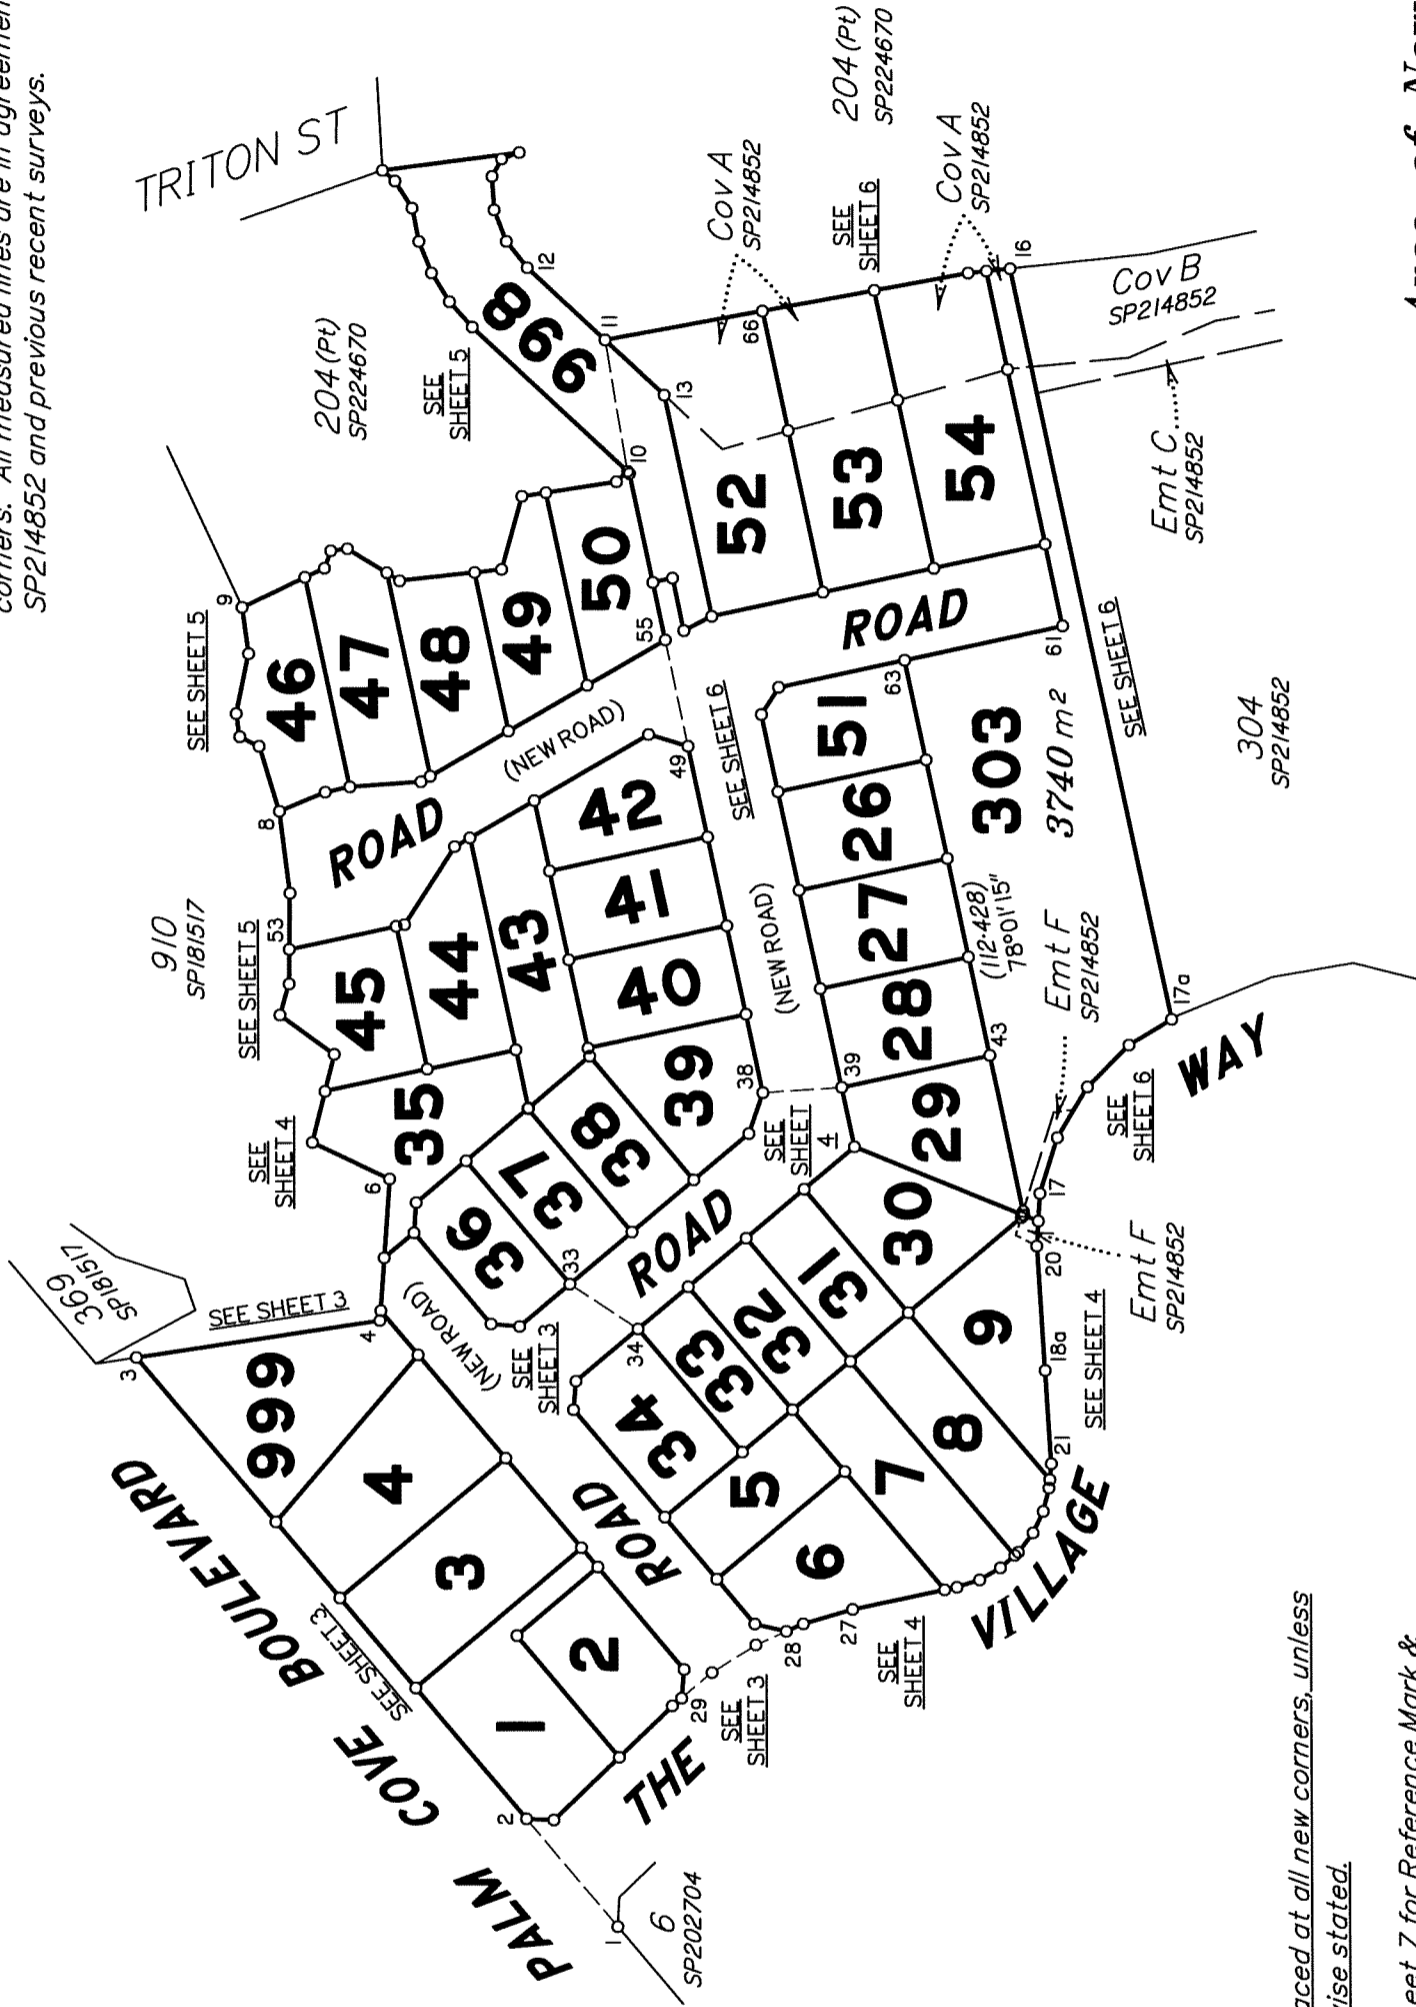 corners. All measured lines are in agreemen
SP214852 and previous recent surveys.
TRITON ST
204 (Pt)
SP224670
204 (Pt)
SP224670
910
SP181517
369
SP181517
6
SP202704
304
SP214852
PALM COVE BOULEVARD
THE VILLAGE WAY
ROAD
(NEW ROAD)
ROAD
(NEW ROAD)
ROAD
(NEW ROAD)
ROAD
1
2
3
4
5
6
7
8
9
26
27
28
29
30
31
32
33
34
35
36
37
38
39
40
41
42
43
44
45
46
47
48
49
50
51
52
53
54
303
3740 m²
998
999
(112·428)
78°01'15"
Cov A
SP214852
Cov A
SP214852
Cov B
SP214852
Emt C
SP214852
Emt F
SP214852
Emt F
SP214852
SEE SHEET 3
SEE SHEET 3
SEE
SHEET 3
SEE
SHEET 3
SEE
SHEET 4
SEE
SHEET 4
SEE
SHEET
4
SEE SHEET 4
SEE SHEET 5
SEE SHEET 5
SEE
SHEET 5
SEE SHEET 6
SEE SHEET 6
SEE
SHEET 6
SEE
SHEET 6
1
2
3
4
6
8
9
10
11
12
13
16
17
17a
18a
20
21
27
28
29
33
34
38
39
43
49
53
55
61
63
66
aced at all new corners, unless
vise stated.
eet 7 for Reference Mark &